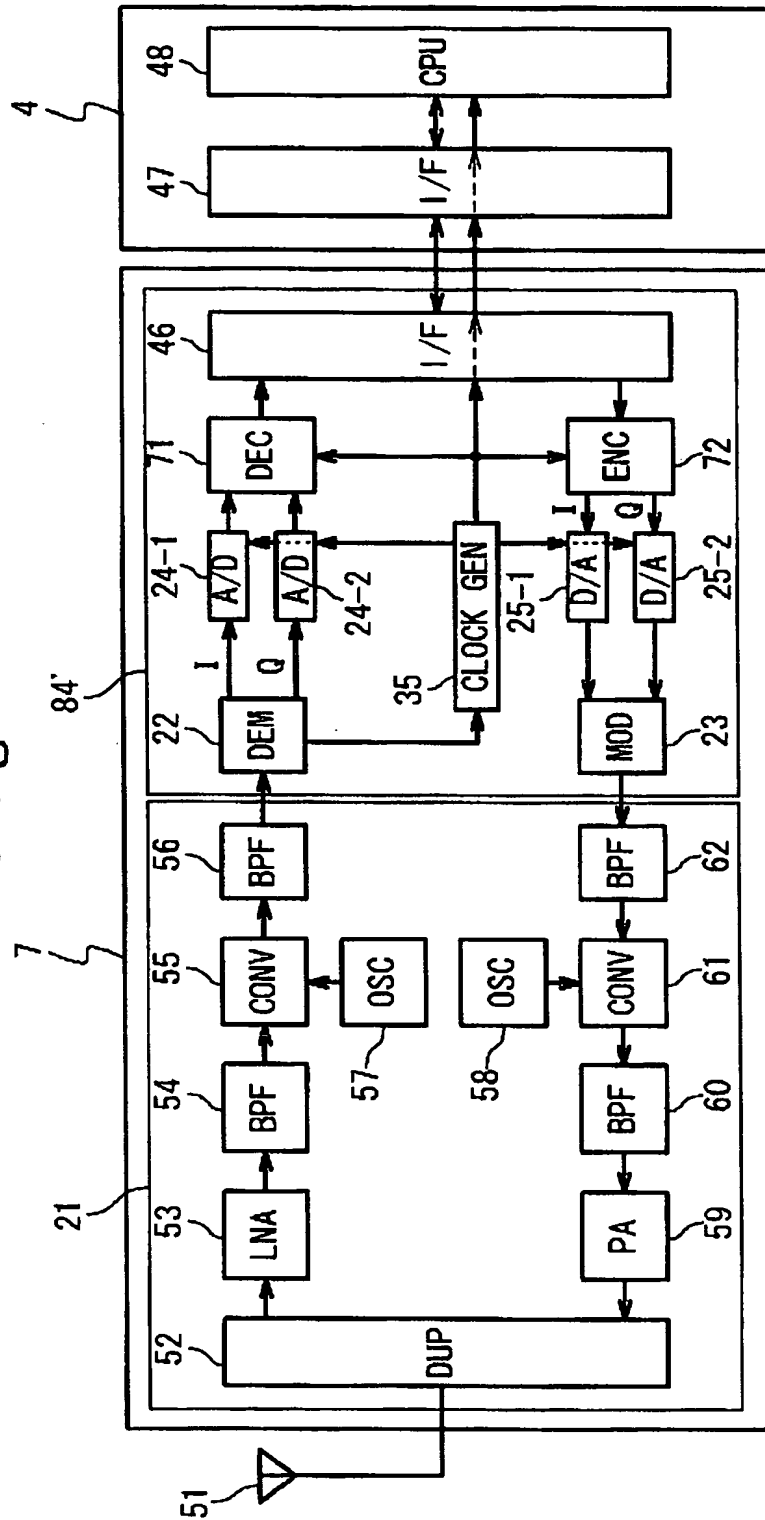 7
4
21
84'
51
52
DUP
53
LNA
54
BPF
55
CONV
56
BPF
57
OSC
58
OSC
59
PA
60
BPF
61
CONV
62
BPF
22
DEM
I
Q
24-1
A/D
24-2
A/D
71
DEC
35
CLOCK GEN
23
MOD
25-1
D/A
25-2
D/A
I
Q
72
ENC
46
I/F
47
I/F
48
CPU